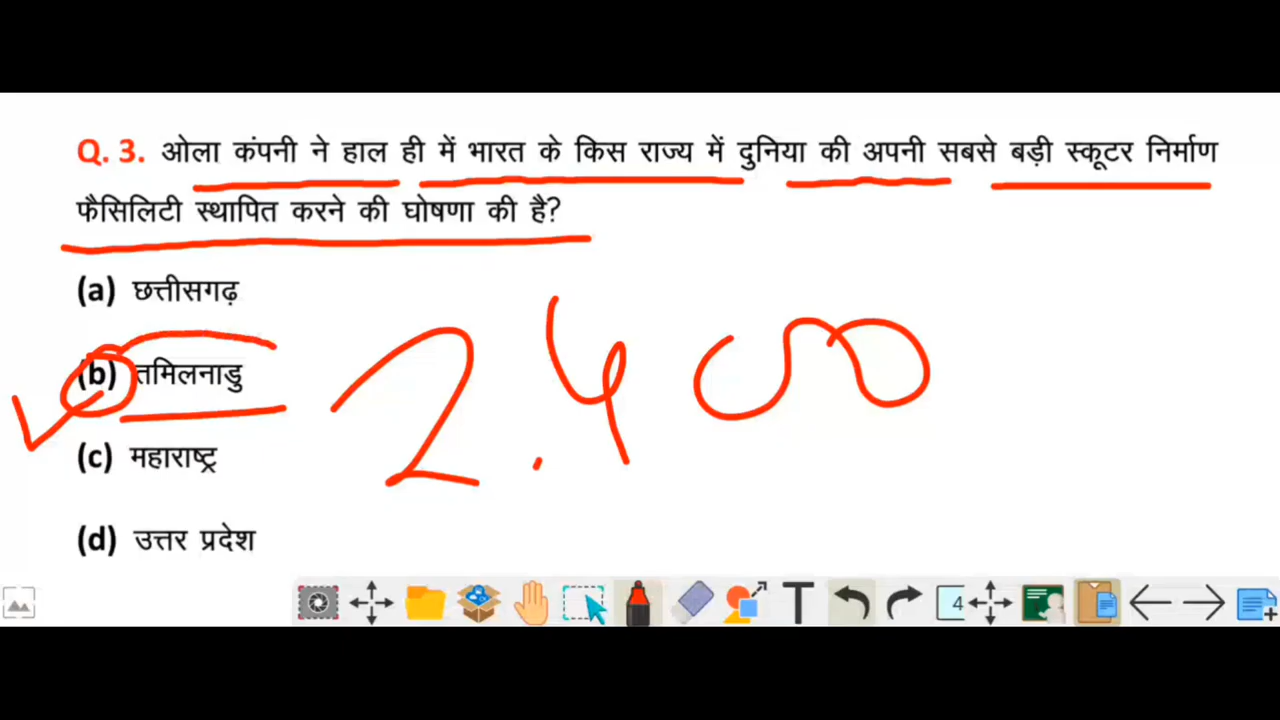 Q. 3. ओला कंपनी ने हाल ही में भारत के किस राज्य में दुनिया की अपनी सबसे बड़ी स्कूटर निर्माण
फैसिलिटी स्थापित करने की घोषणा की है?
(a) छत्तीसगढ़
(b) तमिलनाडु
2.4
(c) महाराष्ट्र
(d) उत्तर प्रदेश
T
4